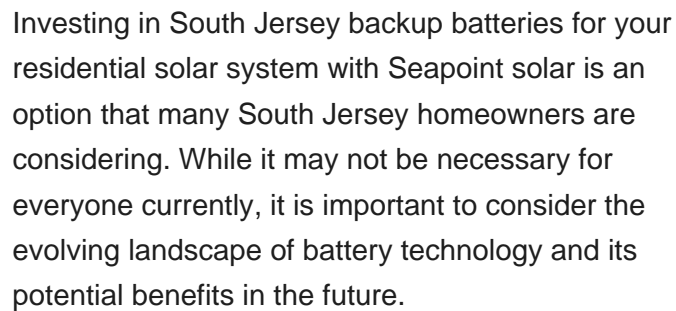 Investing in South Jersey backup batteries for your
residential solar system with Seapoint solar is an
option that many South Jersey homeowners are
considering. While it may not be necessary for
everyone currently, it is important to consider the
evolving landscape of battery technology and its
potential benefits in the future.